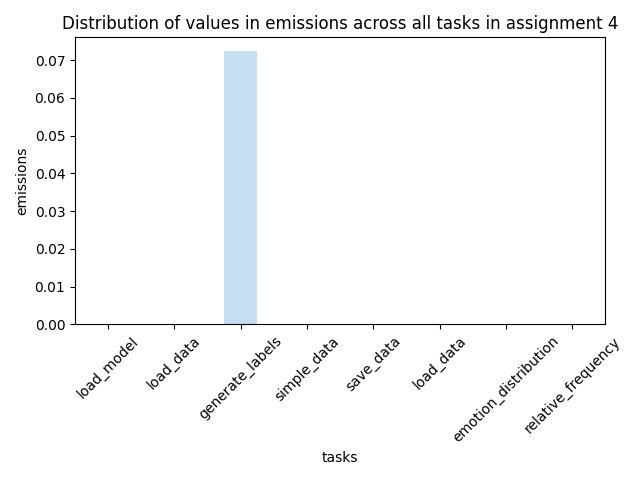 Distribution of values in emissions across all tasks in assignment 4
0.07
0.06
0.05
0.04
0.03
0.02
0.01
0.00
emissions
load_model
load_data
generate_labels
simple_data
save_data
load_data
emotion_distribution
relative_frequency
tasks